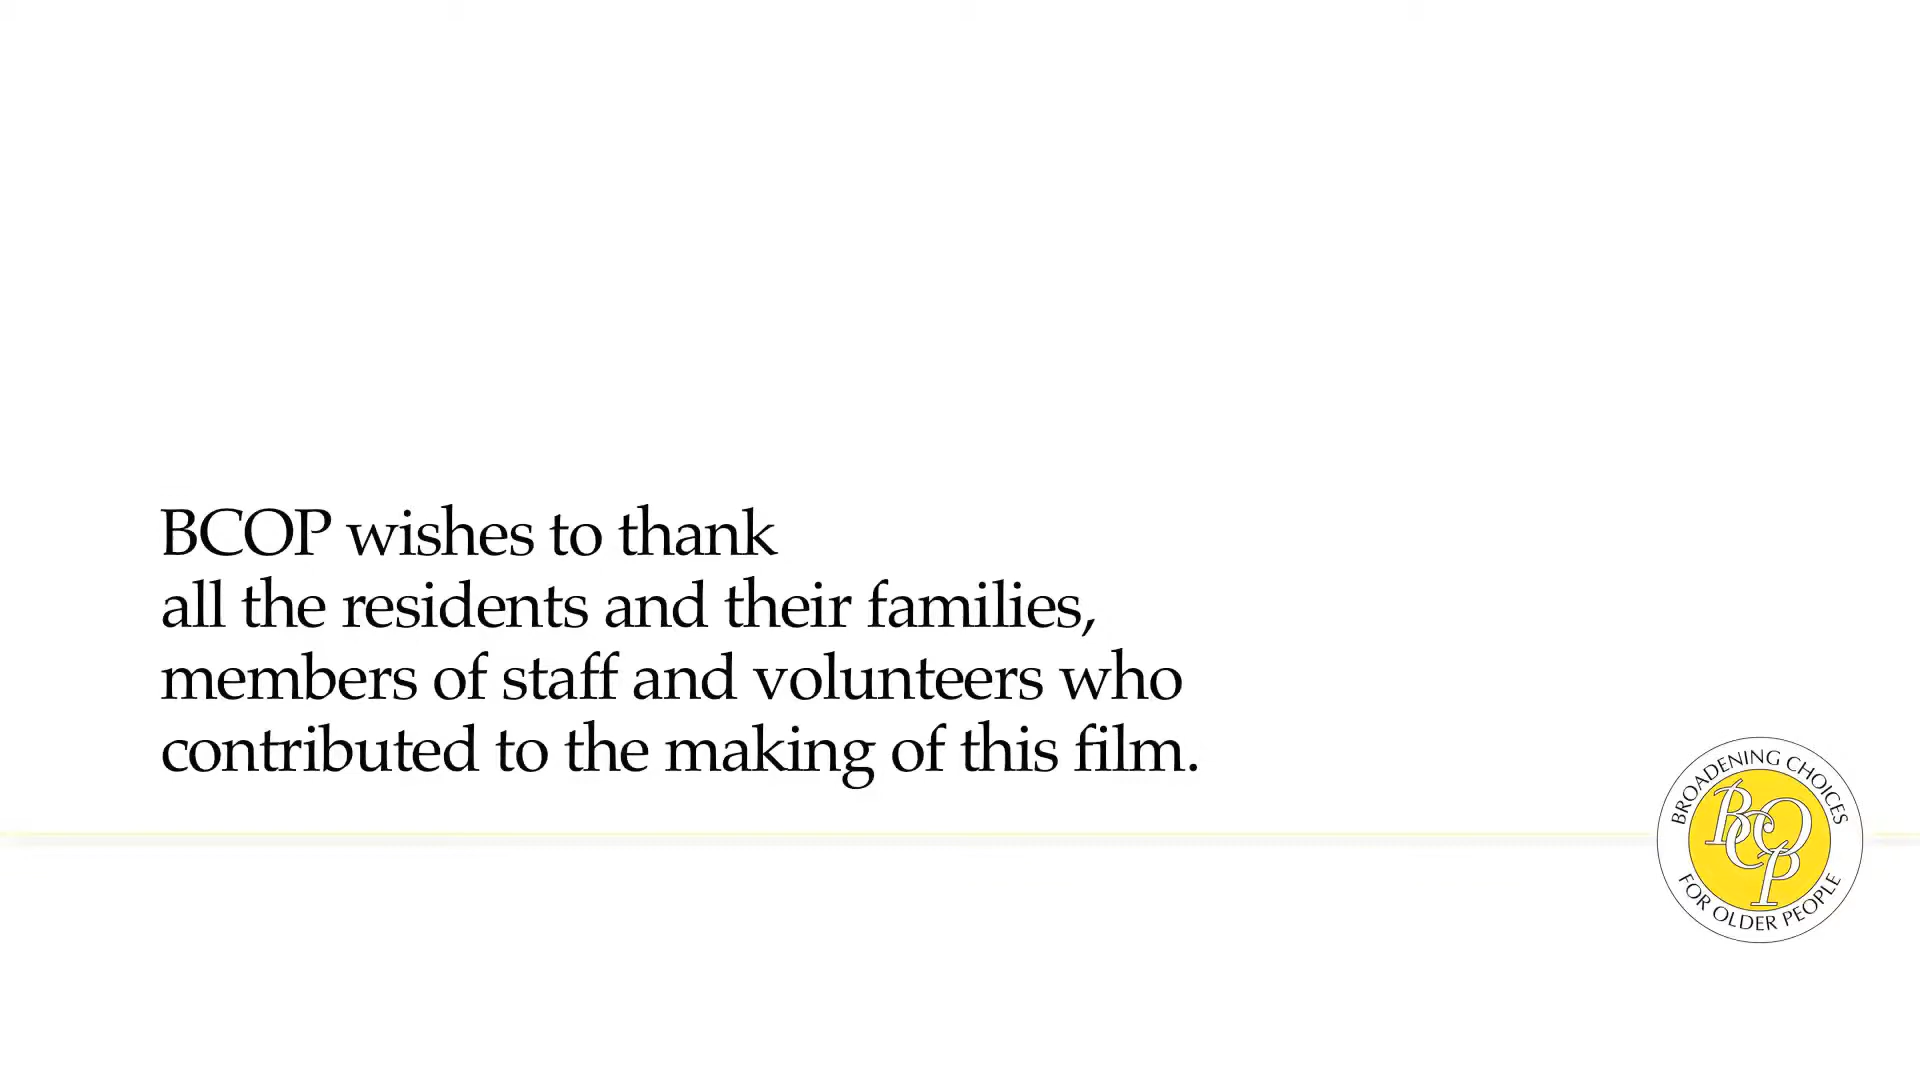 BCOP wishes to thank
all the residents and their families,
members of staff and volunteers who
contributed to the making of this film.
BROADENING CHOICES
BCOP
FOR OLDER PEOPLE